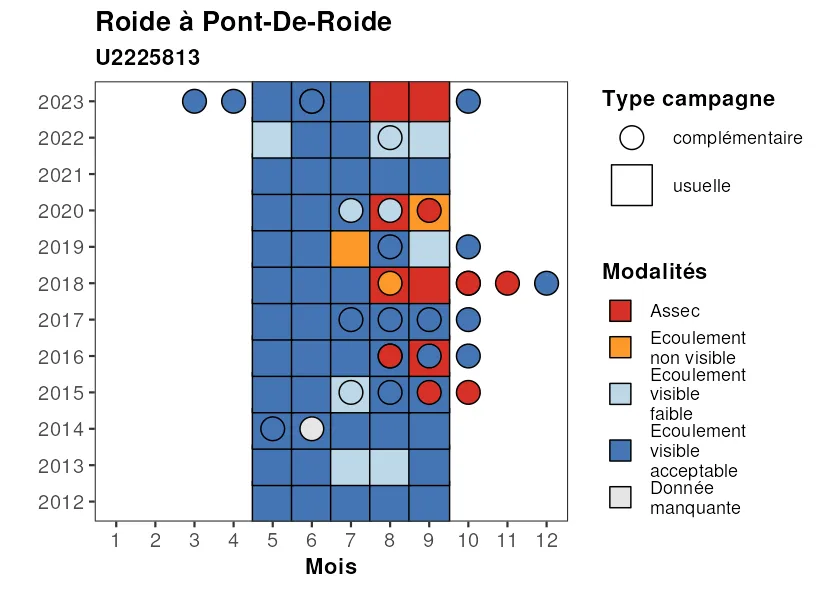 Roide à Pont-De-Roide
U2225813
2023
2022
2021
2020
2019
2018
2017
2016
2015
2014
2013
2012
1 2 3 4 5 6 7 8 9 10 11 12
Mois
Type campagne
complémentaire
usuelle
Modalités
Assec
Ecoulement
non visible
Ecoulement
visible
faible
Ecoulement
visible
acceptable
Donnée
manquante